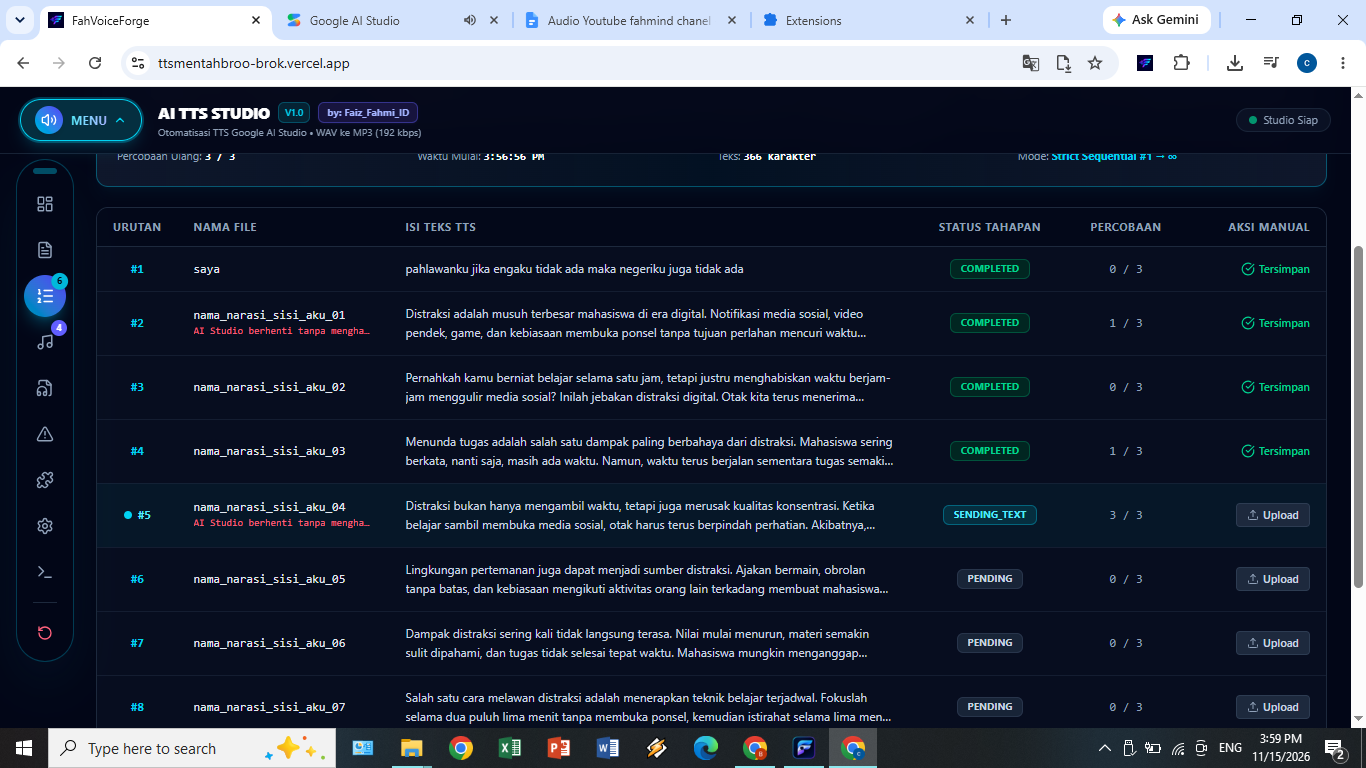 FahVoiceForge
Google AI Studio
Audio Youtube fahmind chanel
Extensions
Ask Gemini
ttsmentahbroo-brok.vercel.app
c
MENU
AI TTS STUDIO
V1.0
by: Faiz_Fahmi_ID
Otomatisasi TTS Google AI Studio • WAV ke MP3 (192 kbps)
Studio Siap
Percobaan Ulang: 3 / 3
Waktu Mulai: 3:56:56 PM
Teks: 366 karakter
Mode: Strict Sequential #1 → ∞
6
4
URUTAN NAMA FILE ISI TEKS TTS STATUS TAHAPAN PERCOBAAN AKSI MANUAL
#1 saya pahlawanku jika engaku tidak ada maka negeriku juga tidak ada COMPLETED 0 / 3 Tersimpan
#2 nama_narasi_sisi_aku_01
AI Studio berhenti tanpa mengha…
Distraksi adalah musuh terbesar mahasiswa di era digital. Notifikasi media sosial, video
pendek, game, dan kebiasaan membuka ponsel tanpa tujuan perlahan mencuri waktu...
COMPLETED 1 / 3 Tersimpan
#3 nama_narasi_sisi_aku_02
Pernahkah kamu berniat belajar selama satu jam, tetapi justru menghabiskan waktu berjam-
jam menggulir media sosial? Inilah jebakan distraksi digital. Otak kita terus menerima...
COMPLETED 0 / 3 Tersimpan
#4 nama_narasi_sisi_aku_03
Menunda tugas adalah salah satu dampak paling berbahaya dari distraksi. Mahasiswa sering
berkata, nanti saja, masih ada waktu. Namun, waktu terus berjalan sementara tugas semaki...
COMPLETED 1 / 3 Tersimpan
#5 nama_narasi_sisi_aku_04
AI Studio berhenti tanpa mengha…
Distraksi bukan hanya mengambil waktu, tetapi juga merusak kualitas konsentrasi. Ketika
belajar sambil membuka media sosial, otak harus terus berpindah perhatian. Akibatnya,...
SENDING_TEXT 3 / 3 Upload
#6 nama_narasi_sisi_aku_05
Lingkungan pertemanan juga dapat menjadi sumber distraksi. Ajakan bermain, obrolan
tanpa batas, dan kebiasaan mengikuti aktivitas orang lain terkadang membuat mahasiswa...
PENDING 0 / 3 Upload
#7 nama_narasi_sisi_aku_06
Dampak distraksi sering kali tidak langsung terasa. Nilai mulai menurun, materi semakin
sulit dipahami, dan tugas tidak selesai tepat waktu. Mahasiswa mungkin menganggap...
PENDING 0 / 3 Upload
#8 nama_narasi_sisi_aku_07
Salah satu cara melawan distraksi adalah menerapkan teknik belajar terjadwal. Fokuslah
selama dua puluh lima menit tanpa membuka ponsel, kemudian istirahat selama lima men...
PENDING 0 / 3 Upload
Type here to search
ENG
3:59 PM
11/15/2026
2